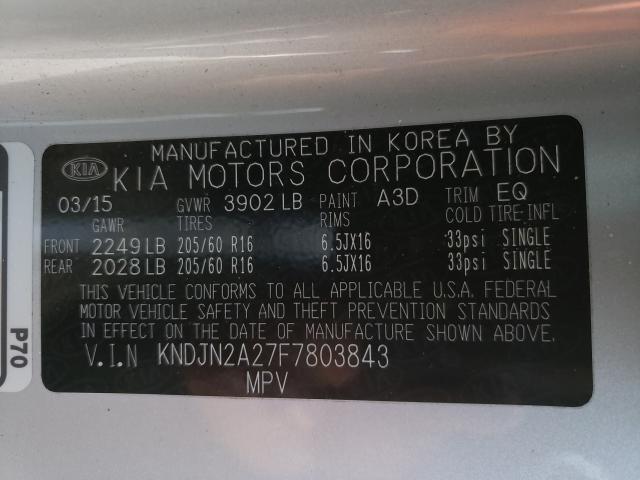 MANUFACTURED IN KOREA BY
KIA KIA MOTORS CORPORATION
03/15 GVWR 3902 LB PAINT A3D TRIM EQ
GAWR TIRES RIMS COLD TIRE INFL
FRONT 2249 LB 205/60 R16 6.5JX16 33psi SINGLE
REAR 2028 LB 205/60 R16 6.5JX16 33psi SINGLE
THIS VEHICLE CONFORMS TO ALL APPLICABLE U.S.A. FEDERAL
MOTOR VEHICLE SAFETY AND THEFT PREVENTION STANDARDS
IN EFFECT ON THE DATE OF MANUFACTURE SHOWN ABOVE.
V.I.N KNDJN2A27F7803843
MPV
P70